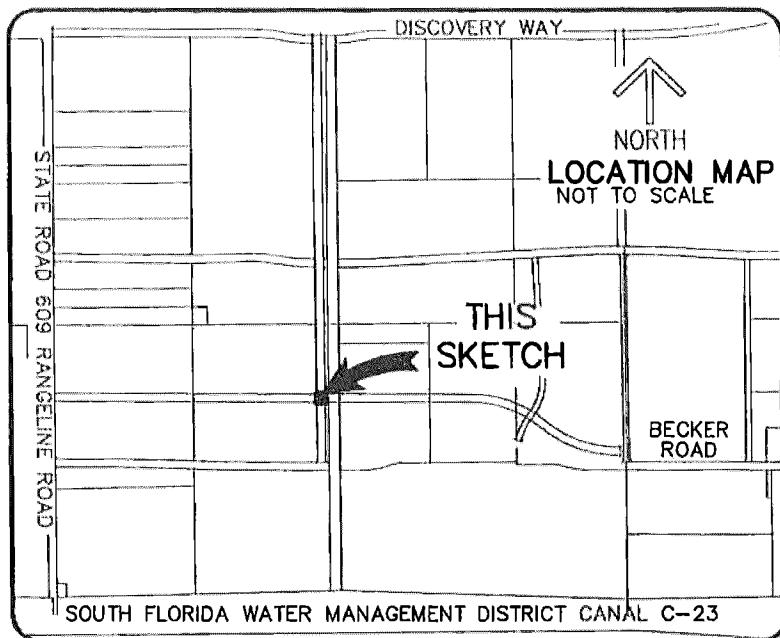 DISCOVERY WAY
NORTH
LOCATION MAP
NOT TO SCALE
STATE ROAD 609 RANGELINE ROAD
THIS
SKETCH
BECKER
ROAD
SOUTH FLORIDA WATER MANAGEMENT DISTRICT CANAL C-23